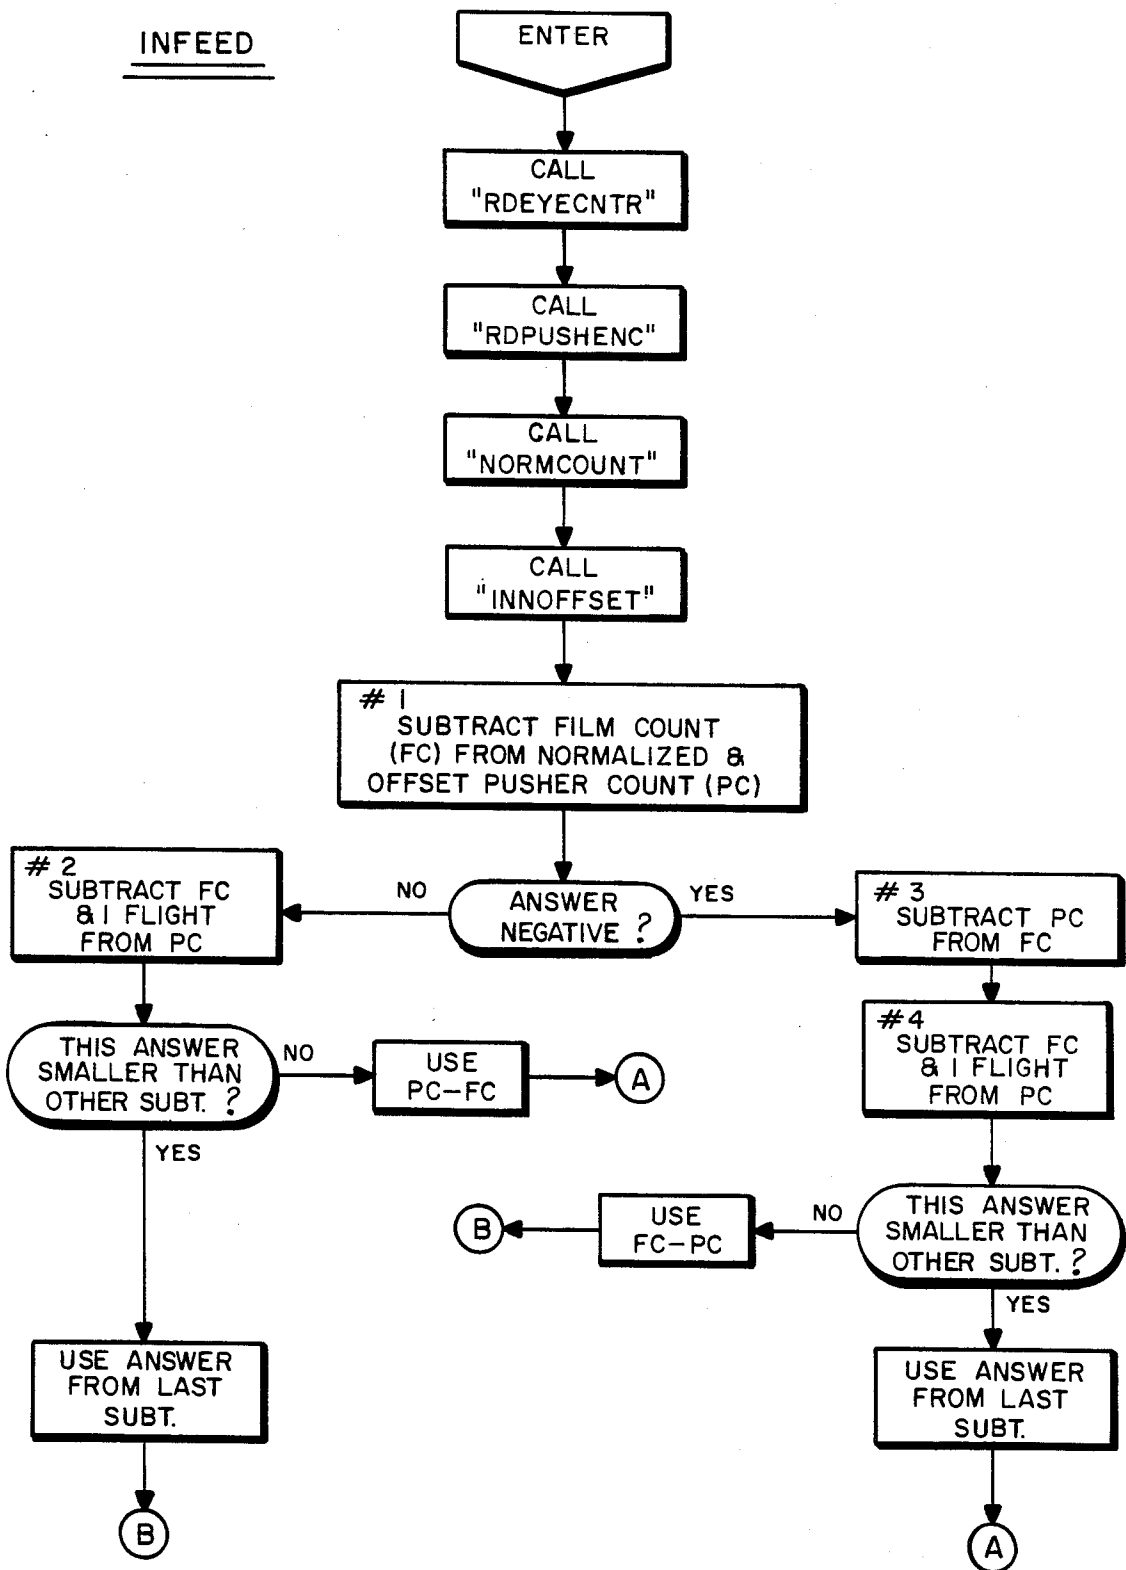 INFEED
ENTER
CALL
"RDEYECNTR"
CALL
"RDPUSHENC"
CALL
"NORMCOUNT"
CALL
"INNOFFSET"
# 1
SUBTRACT FILM COUNT
(FC) FROM NORMALIZED &
OFFSET PUSHER COUNT (PC)
ANSWER
NEGATIVE ?
NO
YES
# 2
SUBTRACT FC
& 1 FLIGHT
FROM PC
# 3
SUBTRACT PC
FROM FC
THIS ANSWER
SMALLER THAN
OTHER SUBT. ?
NO
USE
PC-FC
A
#4
SUBTRACT FC
& 1 FLIGHT
FROM PC
YES
THIS ANSWER
SMALLER THAN
OTHER SUBT. ?
NO
USE
FC-PC
B
YES
USE ANSWER
FROM LAST
SUBT.
B
USE ANSWER
FROM LAST
SUBT.
A